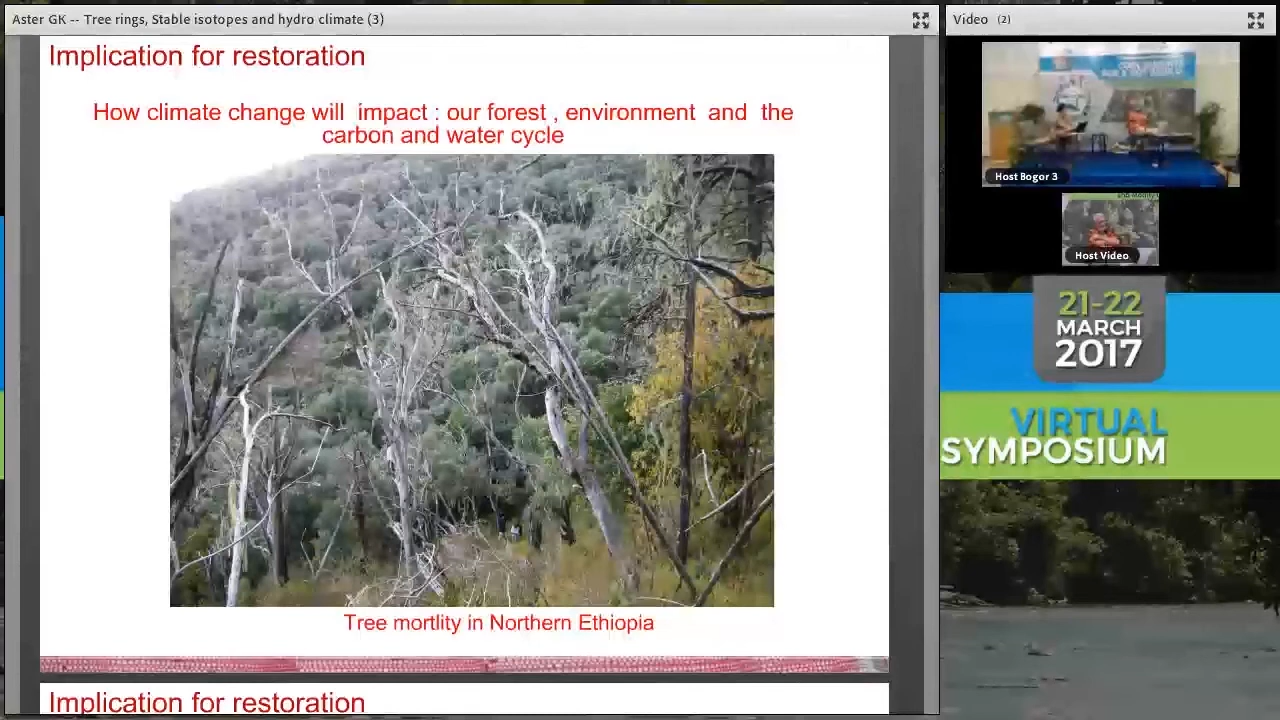 Aster GK -- Tree rings, Stable isotopes and hydro climate (3)
Implication for restoration
How climate change will impact : our forest , environment and the
carbon and water cycle
Tree mortlity in Northern Ethiopia
Implication for restoration
Video (2)
Host Bogor 3
Host Video
21-22
MARCH
2017
VIRTUAL
SYMPOSIUM